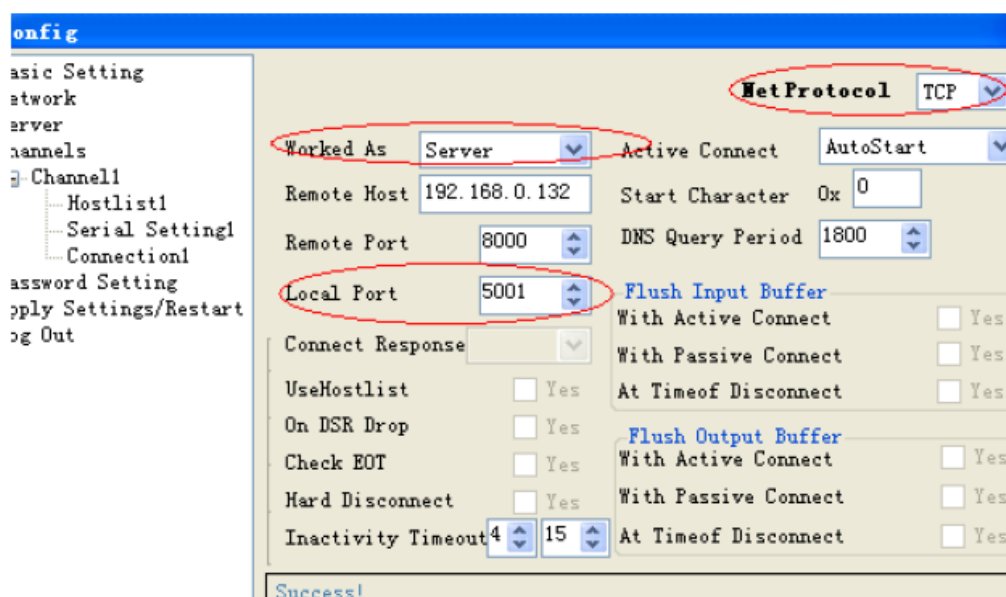 onfig
asic Setting
etwork
erver
hannels
Channel1
Hostlist1
Serial Setting1
Connection1
assword Setting
pply Settings/Restart
og Out
NetProtocol TCP
Worked As Server Active Connect AutoStart
Remote Host 192.168.0.132 Start Character 0x 0
Remote Port 8000 DNS Query Period 1800
Local Port 5001
Flush Input Buffer
With Active Connect Yes
Connect Response
With Passive Connect Yes
UseHostlist Yes At Timeof Disconnect Yes
On DSR Drop Yes
Flush Output Buffer
Check EOT Yes With Active Connect Yes
Hard Disconnect Yes With Passive Connect Yes
Inactivity Timeout 4 15 At Timeof Disconnect Yes
Success!